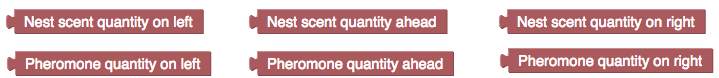 Nest scent quantity on left
Nest scent quantity ahead
Nest scent quantity on right
Pheromone quantity on left
Pheromone quantity ahead
Pheromone quantity on right